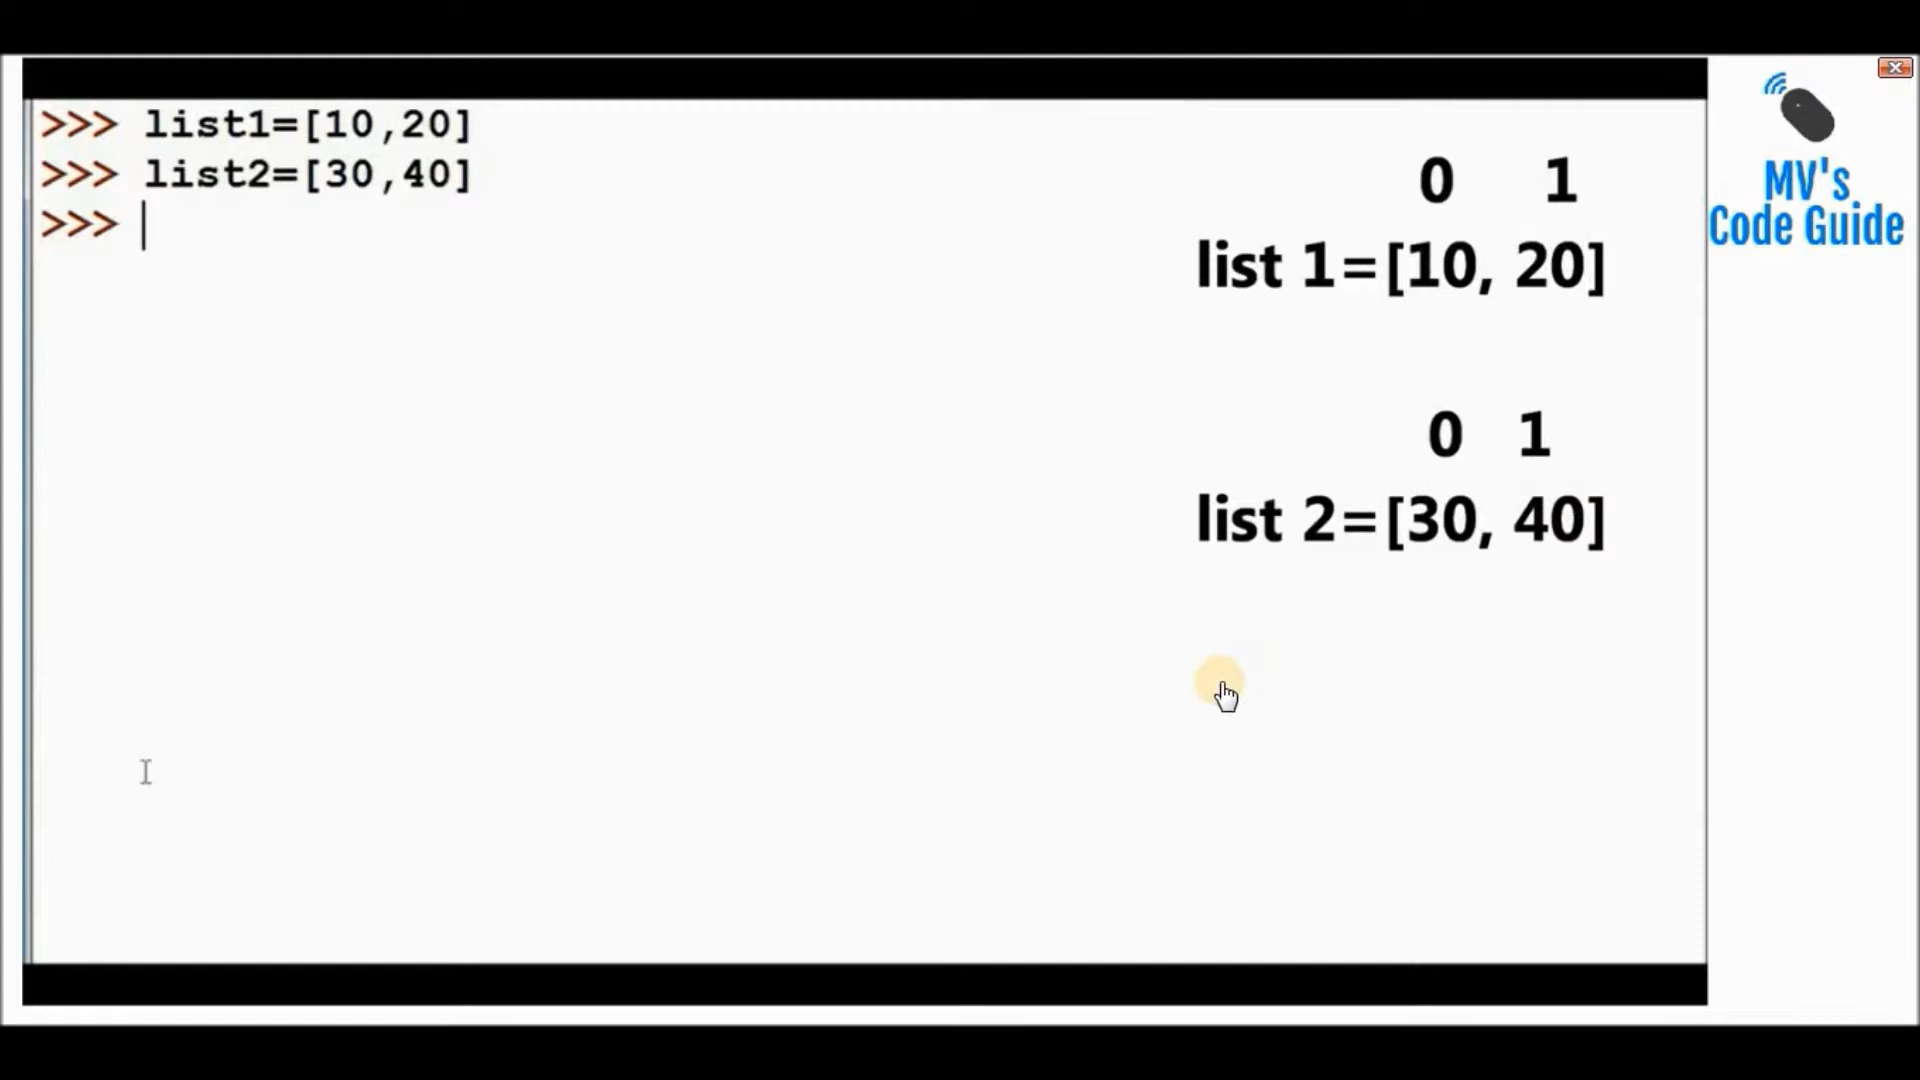 >>> list1=[10,20]
>>> list2=[30,40]
>>>
0 1
list 1=[10, 20]
0 1
list 2=[30, 40]
MV's
Code Guide